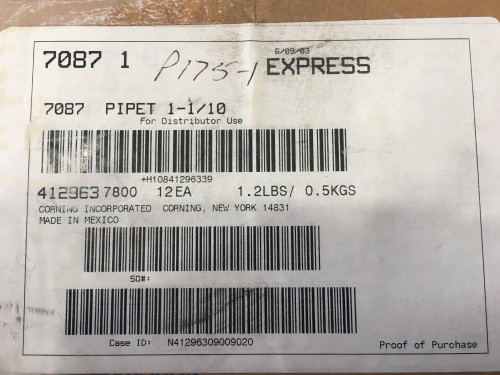 6/09/03
7087 1 P175-1 EXPRESS
7087 PIPET 1-1/10
For Distributor Use
+H10841296339
4129637800 12EA 1.2LBS/ 0.5KGS
CORNING INCORPORATED CORNING, NEW YORK 14831
MADE IN MEXICO
SO#:
Case ID: N41296309009020
Proof of Purchase